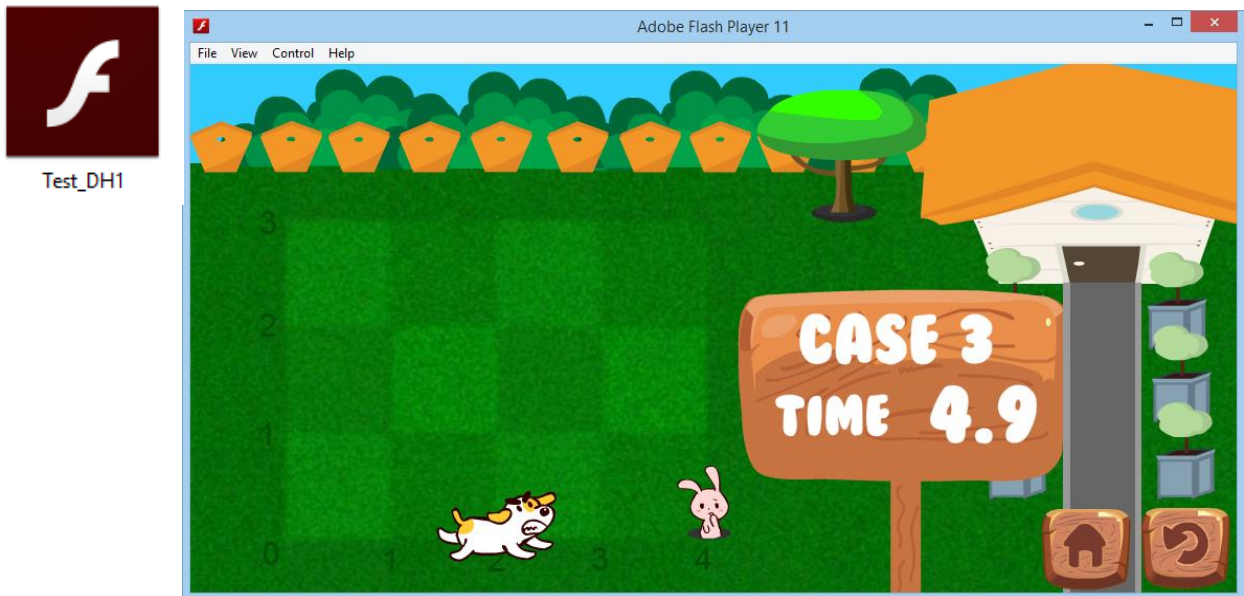 Test_DH1
Adobe Flash Player 11
File View Control Help
3
2
1
0 1 2 3 4
CASE 3
TIME 4.9